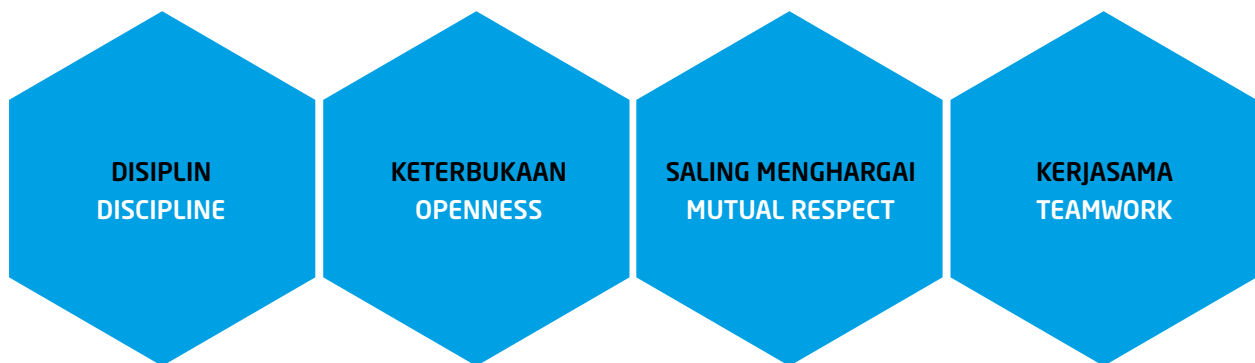 DISIPLIN
DISCIPLINE
KETERBUKAAN
OPENNESS
SALING MENGHARGAI
MUTUAL RESPECT
KERJASAMA
TEAMWORK